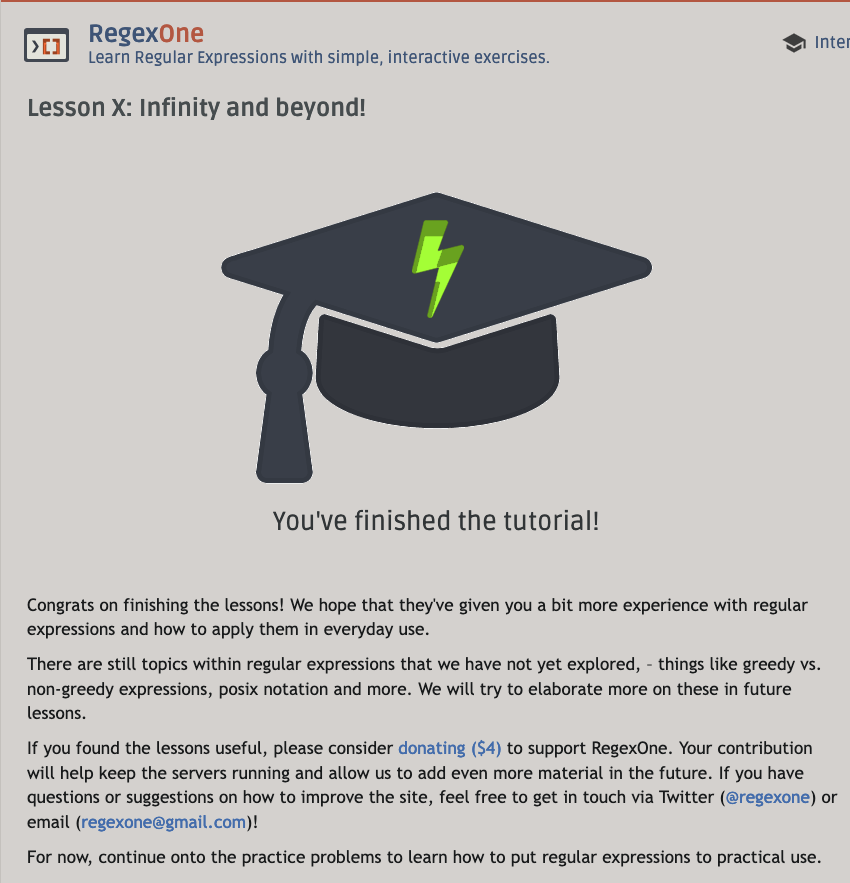 RegexOne
Learn Regular Expressions with simple, interactive exercises.
Lesson X: Infinity and beyond!
You've finished the tutorial!
Congrats on finishing the lessons! We hope that they've given you a bit more experience with regular
expressions and how to apply them in everyday use.
There are still topics within regular expressions that we have not yet explored, - things like greedy vs.
non-greedy expressions, posix notation and more. We will try to elaborate more on these in future
lessons.
If you found the lessons useful, please consider donating ($4) to support RegexOne. Your contribution
will help keep the servers running and allow us to add even more material in the future. If you have
questions or suggestions on how to improve the site, feel free to get in touch via Twitter (@regexone) or
email (regexone@gmail.com)!
For now, continue onto the practice problems to learn how to put regular expressions to practical use.